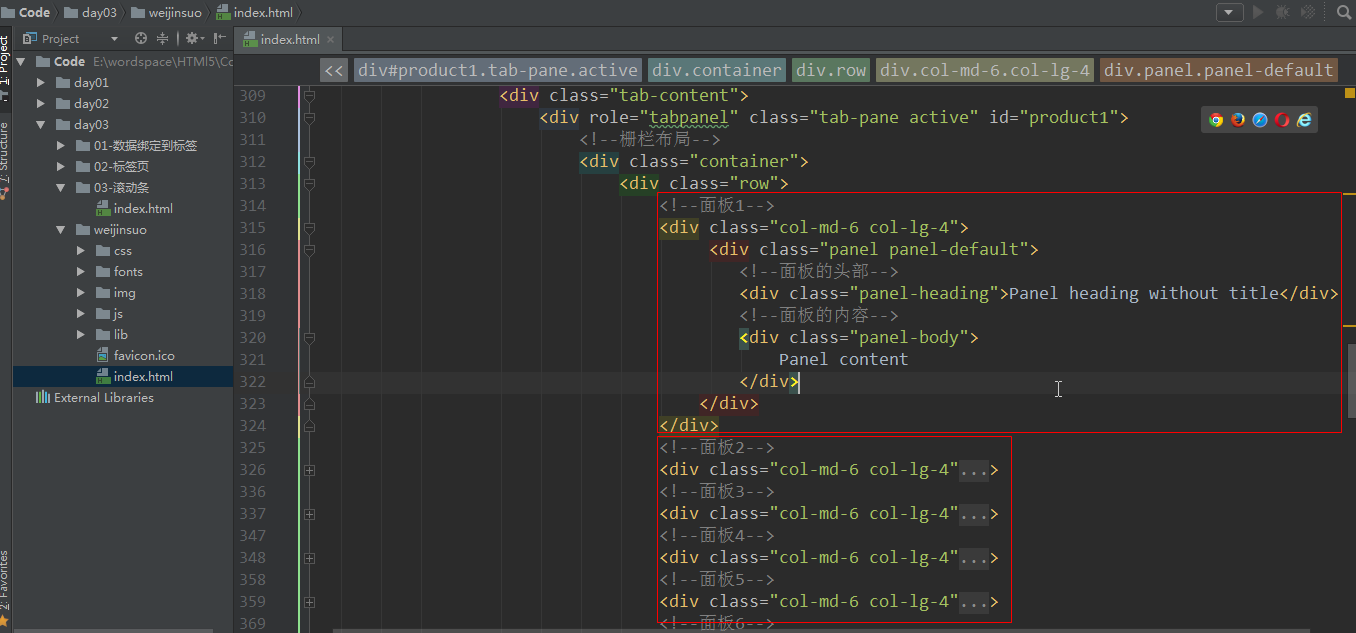 Code day03 weijinsuo index.html
1: Project
Project
index.html
Code E:\wordspace\HTMl5\Co
day01
day02
day03
01-数据绑定到标签
02-标签页
03-滚动条
index.html
weijinsuo
css
fonts
img
js
lib
favicon.ico
index.html
External Libraries
7: Structure
2: Favorites
<< div#product1.tab-pane.active div.container div.row div.col-md-6.col-lg-4 div.panel.panel-default
309 <div class="tab-content">
310 <div role="tabpanel" class="tab-pane active" id="product1">
311 <!--栅栏布局-->
312 <div class="container">
313 <div class="row">
314 <!--面板1-->
315 <div class="col-md-6 col-lg-4">
316 <div class="panel panel-default">
317 <!--面板的头部-->
318 <div class="panel-heading">Panel heading without title</div>
319 <!--面板的内容-->
320 <div class="panel-body">
321 Panel content
322 </div>
323 </div>
324 </div>
325 <!--面板2-->
326 <div class="col-md-6 col-lg-4"...>
336 <!--面板3-->
337 <div class="col-md-6 col-lg-4"...>
347 <!--面板4-->
348 <div class="col-md-6 col-lg-4"...>
358 <!--面板5-->
359 <div class="col-md-6 col-lg-4"...>
369 <!--面板6-->